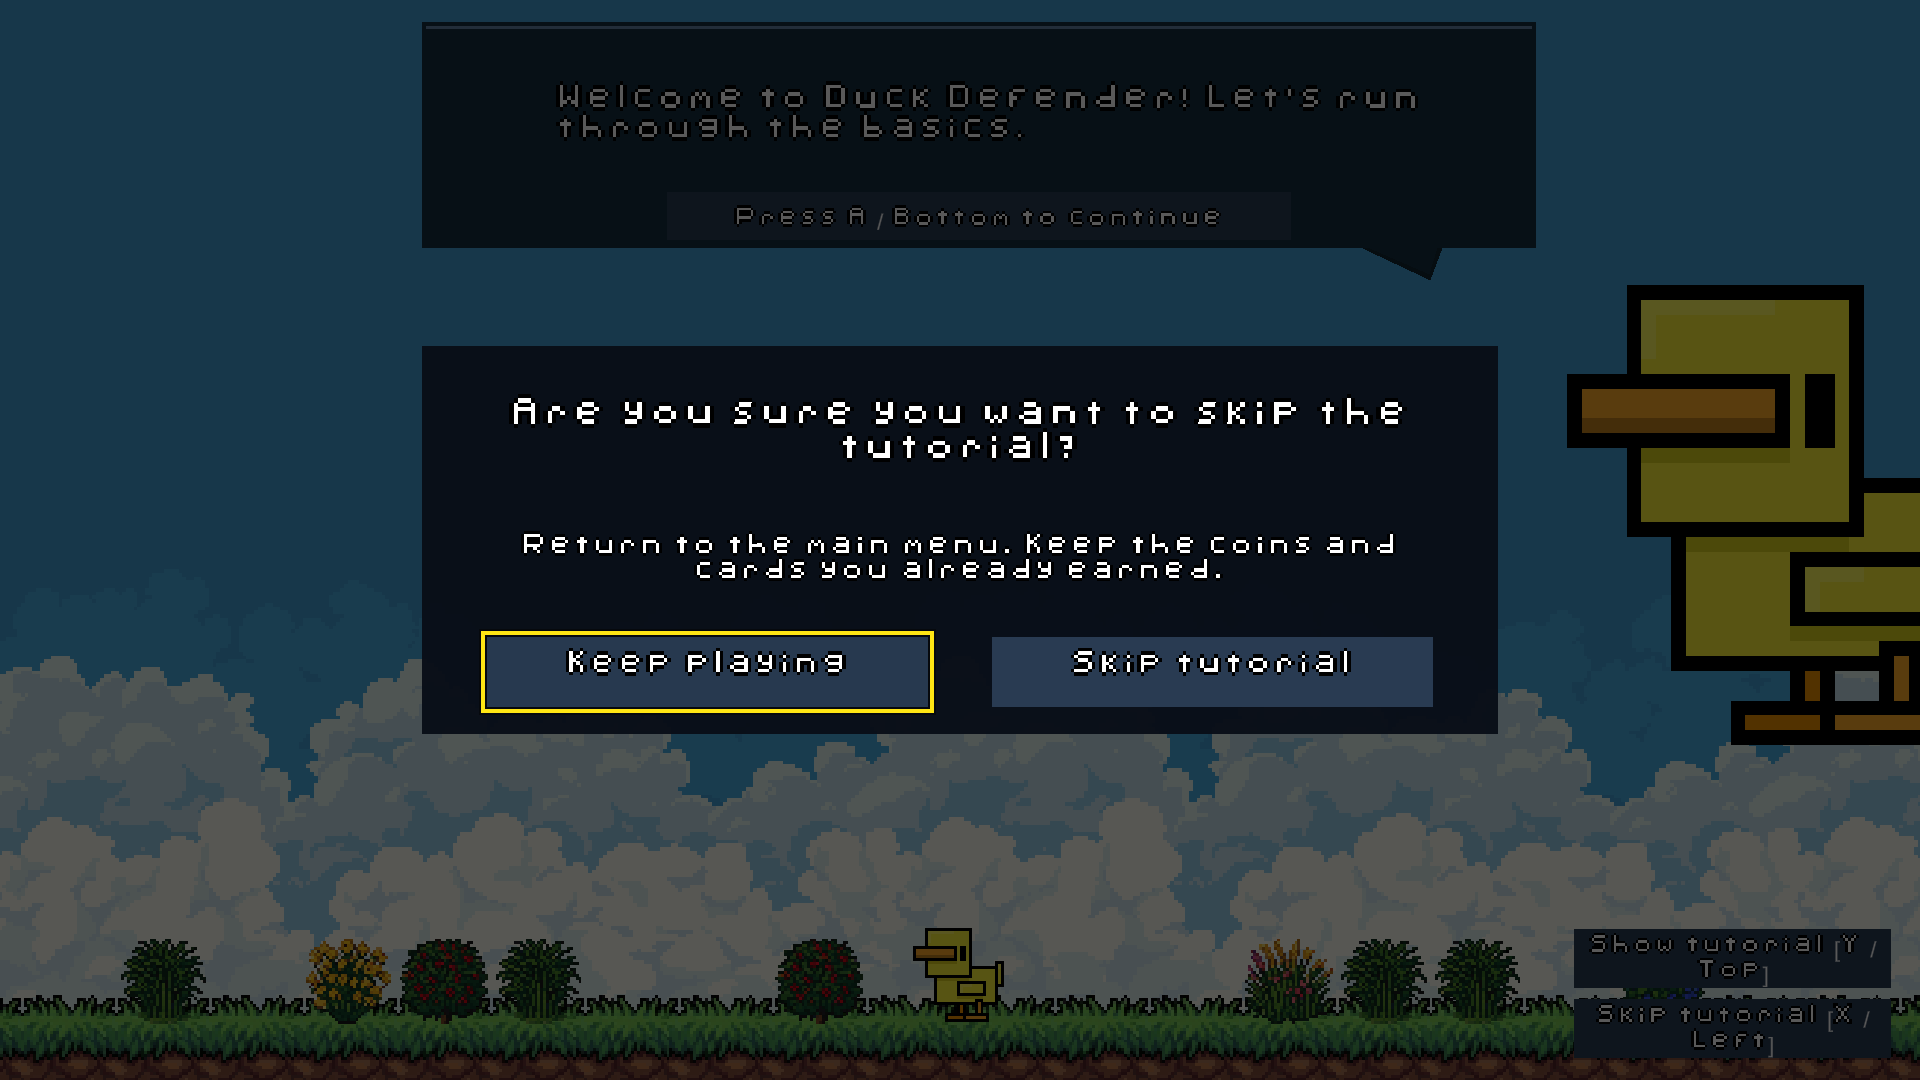 Welcome to Duck Defender! Let's run
through the basics.
Press A / Bottom to continue
Are you sure you want to skip the
tutorial?
Return to the main menu. Keep the coins and
cards you already earned.
Keep playing
Skip tutorial
Show tutorial [Y /
Top]
Skip tutorial [X /
Left]